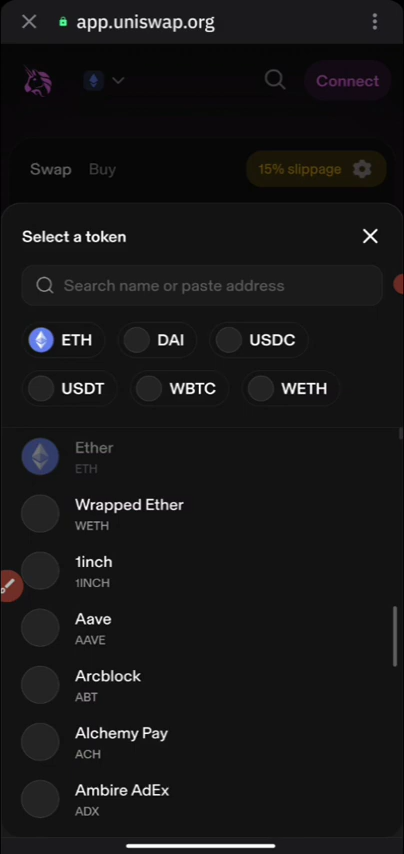 app.uniswap.org
Connect
Swap Buy 15% slippage
Select a token
Search name or paste address
ETH DAI USDC
USDT WBTC WETH
Ether
ETH
Wrapped Ether
WETH
1inch
1INCH
Aave
AAVE
Arcblock
ABT
Alchemy Pay
ACH
Ambire AdEx
ADX